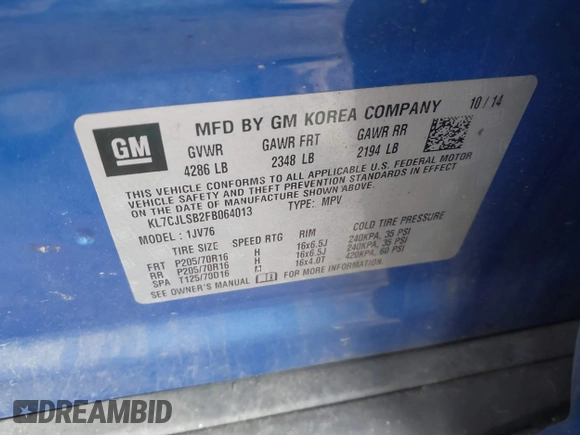 GM
MFD BY GM KOREA COMPANY 10/14
GVWR GAWR FRT GAWR RR
4286 LB 2348 LB 2194 LB
THIS VEHICLE CONFORMS TO ALL APPLICABLE U.S. FEDERAL MOTOR
VEHICLE SAFETY AND THEFT PREVENTION STANDARDS IN EFFECT
ON THE DATE OF MANUFACTURE SHOWN ABOVE.
KL7CJLSB2FB064013 TYPE: MPV
MODEL: 1JV76
TIRE SIZE SPEED RTG RIM COLD TIRE PRESSURE
FRT P205/70R16 H 16x6.5J 240KPA, 35 PSI
RR P205/70R16 H 16x6.5J 240KPA, 35 PSI
SPA T125/70D16 M 16x4.0T 420KPA, 60 PSI
SEE OWNER'S MANUAL FOR MORE INFORMATION
DREAMBID